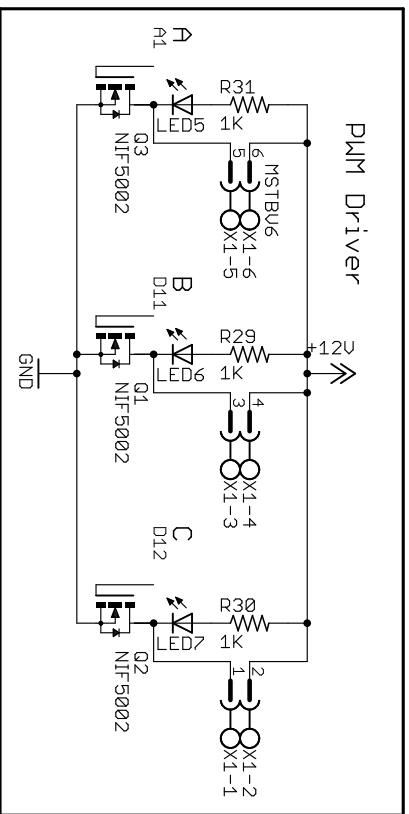 PWM Driver
+12V
GND
A
A1
R31
1K
LED5
Q3
NIF5002
MSTBV6
6
5
X1-6
X1-5
B
D11
R29
1K
LED6
Q1
NIF5002
4
3
X1-4
X1-3
C
D12
R30
1K
LED7
Q2
NIF5002
2
1
X1-2
X1-1